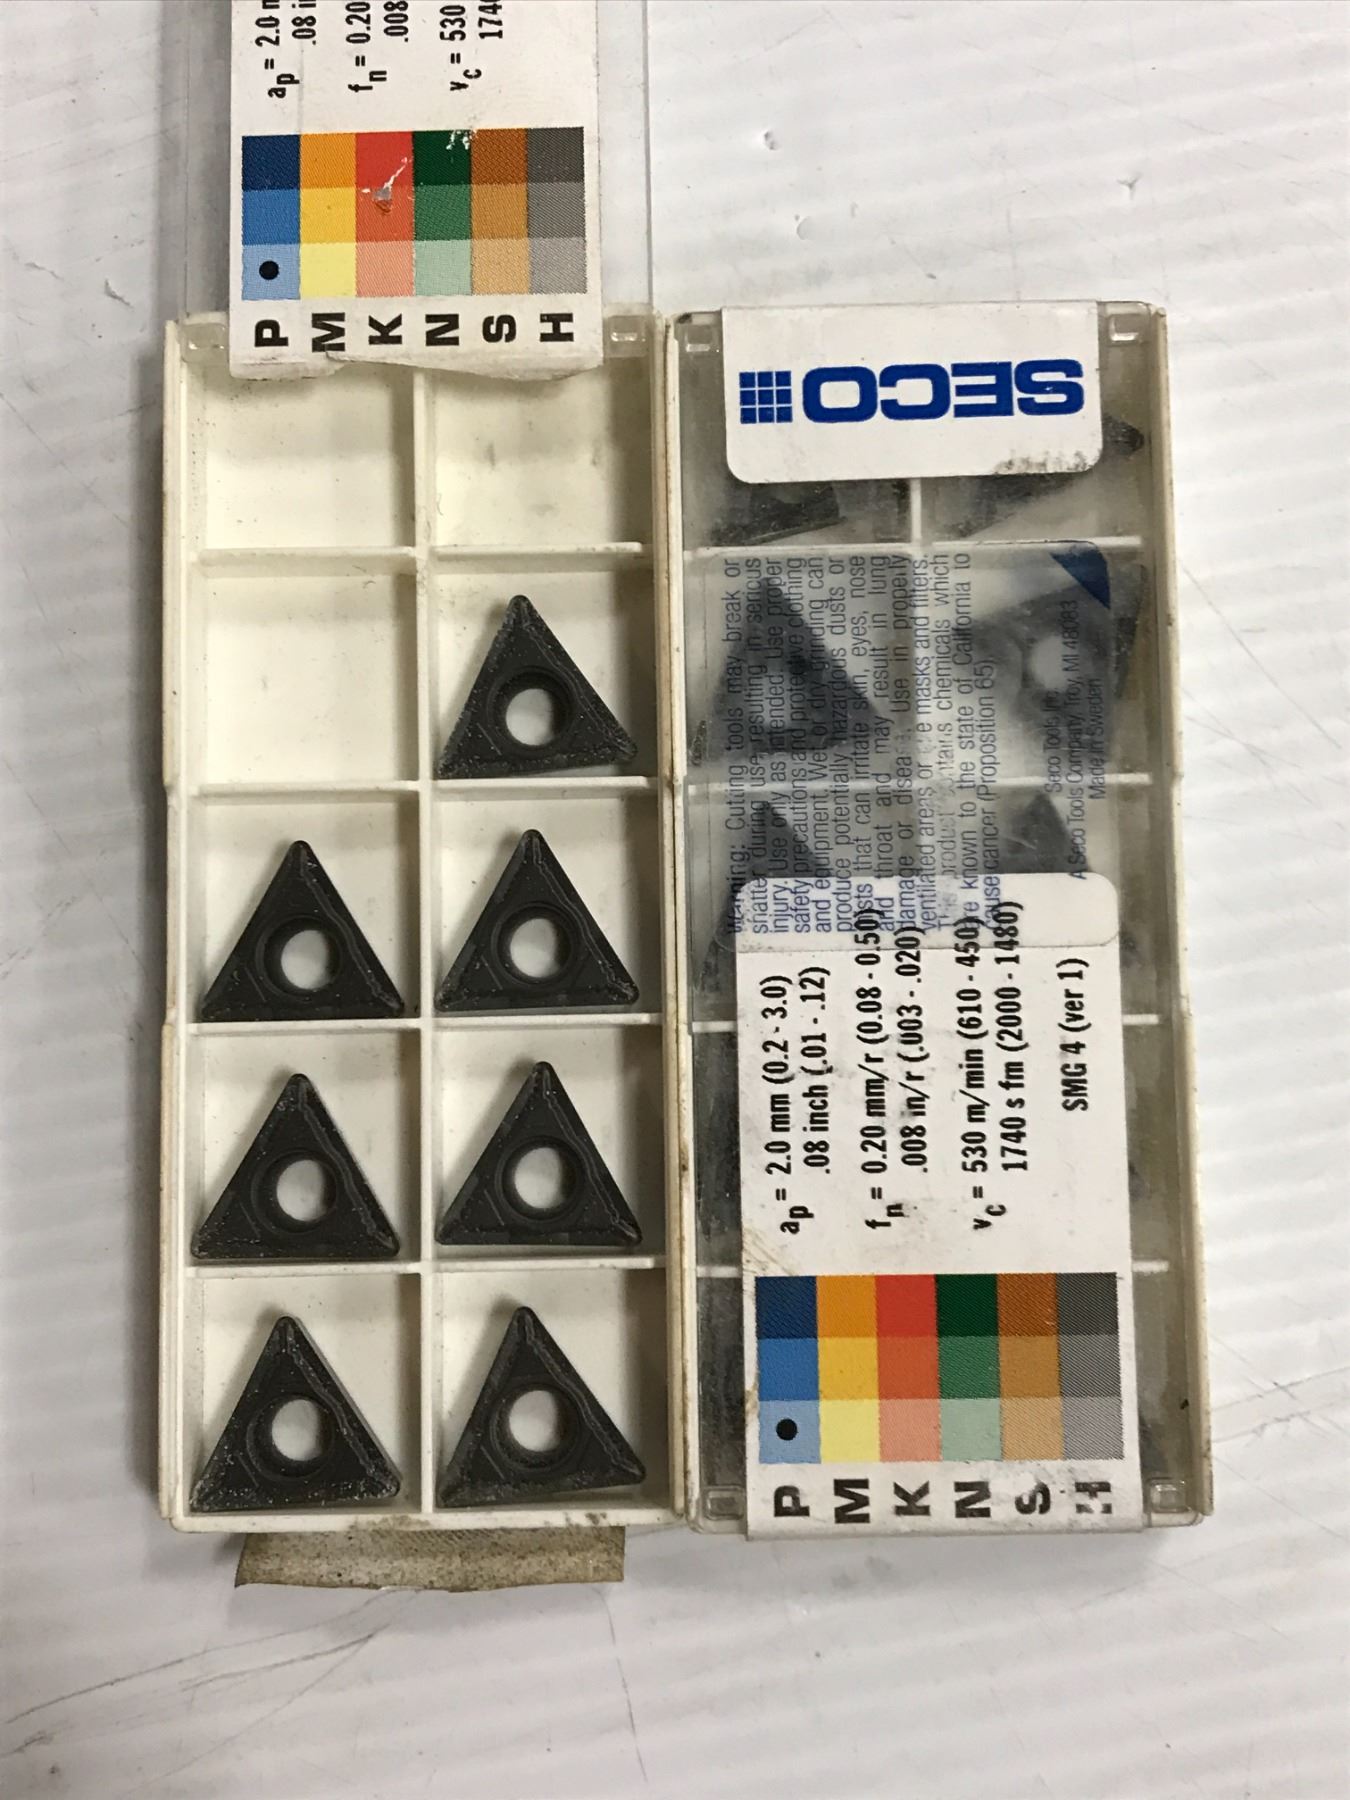 ap = 2.0 m
.08 i
fn = 0.20
.008
vc = 530
174
P
M
K
N
S
H
SECO
Warning: Cutting tools may break or
shatter during use resulting in serious
injury. Use only as intended. Use proper
safety precautions and protective clothing
and equipment. Wet or dry grinding can
produce potentially hazardous dusts or
mists that can irritate skin, eyes, nose
and throat and may result in lung
damage or disease. Use in properly
ventilated areas or use masks and filters.
This product contains chemicals which
are known to the state of California to
cause cancer (Proposition 65).
Seco Tools Inc.
A Seco Tools Company, Troy, MI 48083
Made in Sweden
ap = 2.0 mm (0.2 - 3.0)
.08 inch (.01 - .12)
fn = 0.20 mm/r (0.08 - 0.50)
.008 in/r (.003 - .020)
vc = 530 m/min (610 - 450)
1740 s fm (2000 - 1480)
SMG 4 (ver 1)
P
M
K
N
S
H